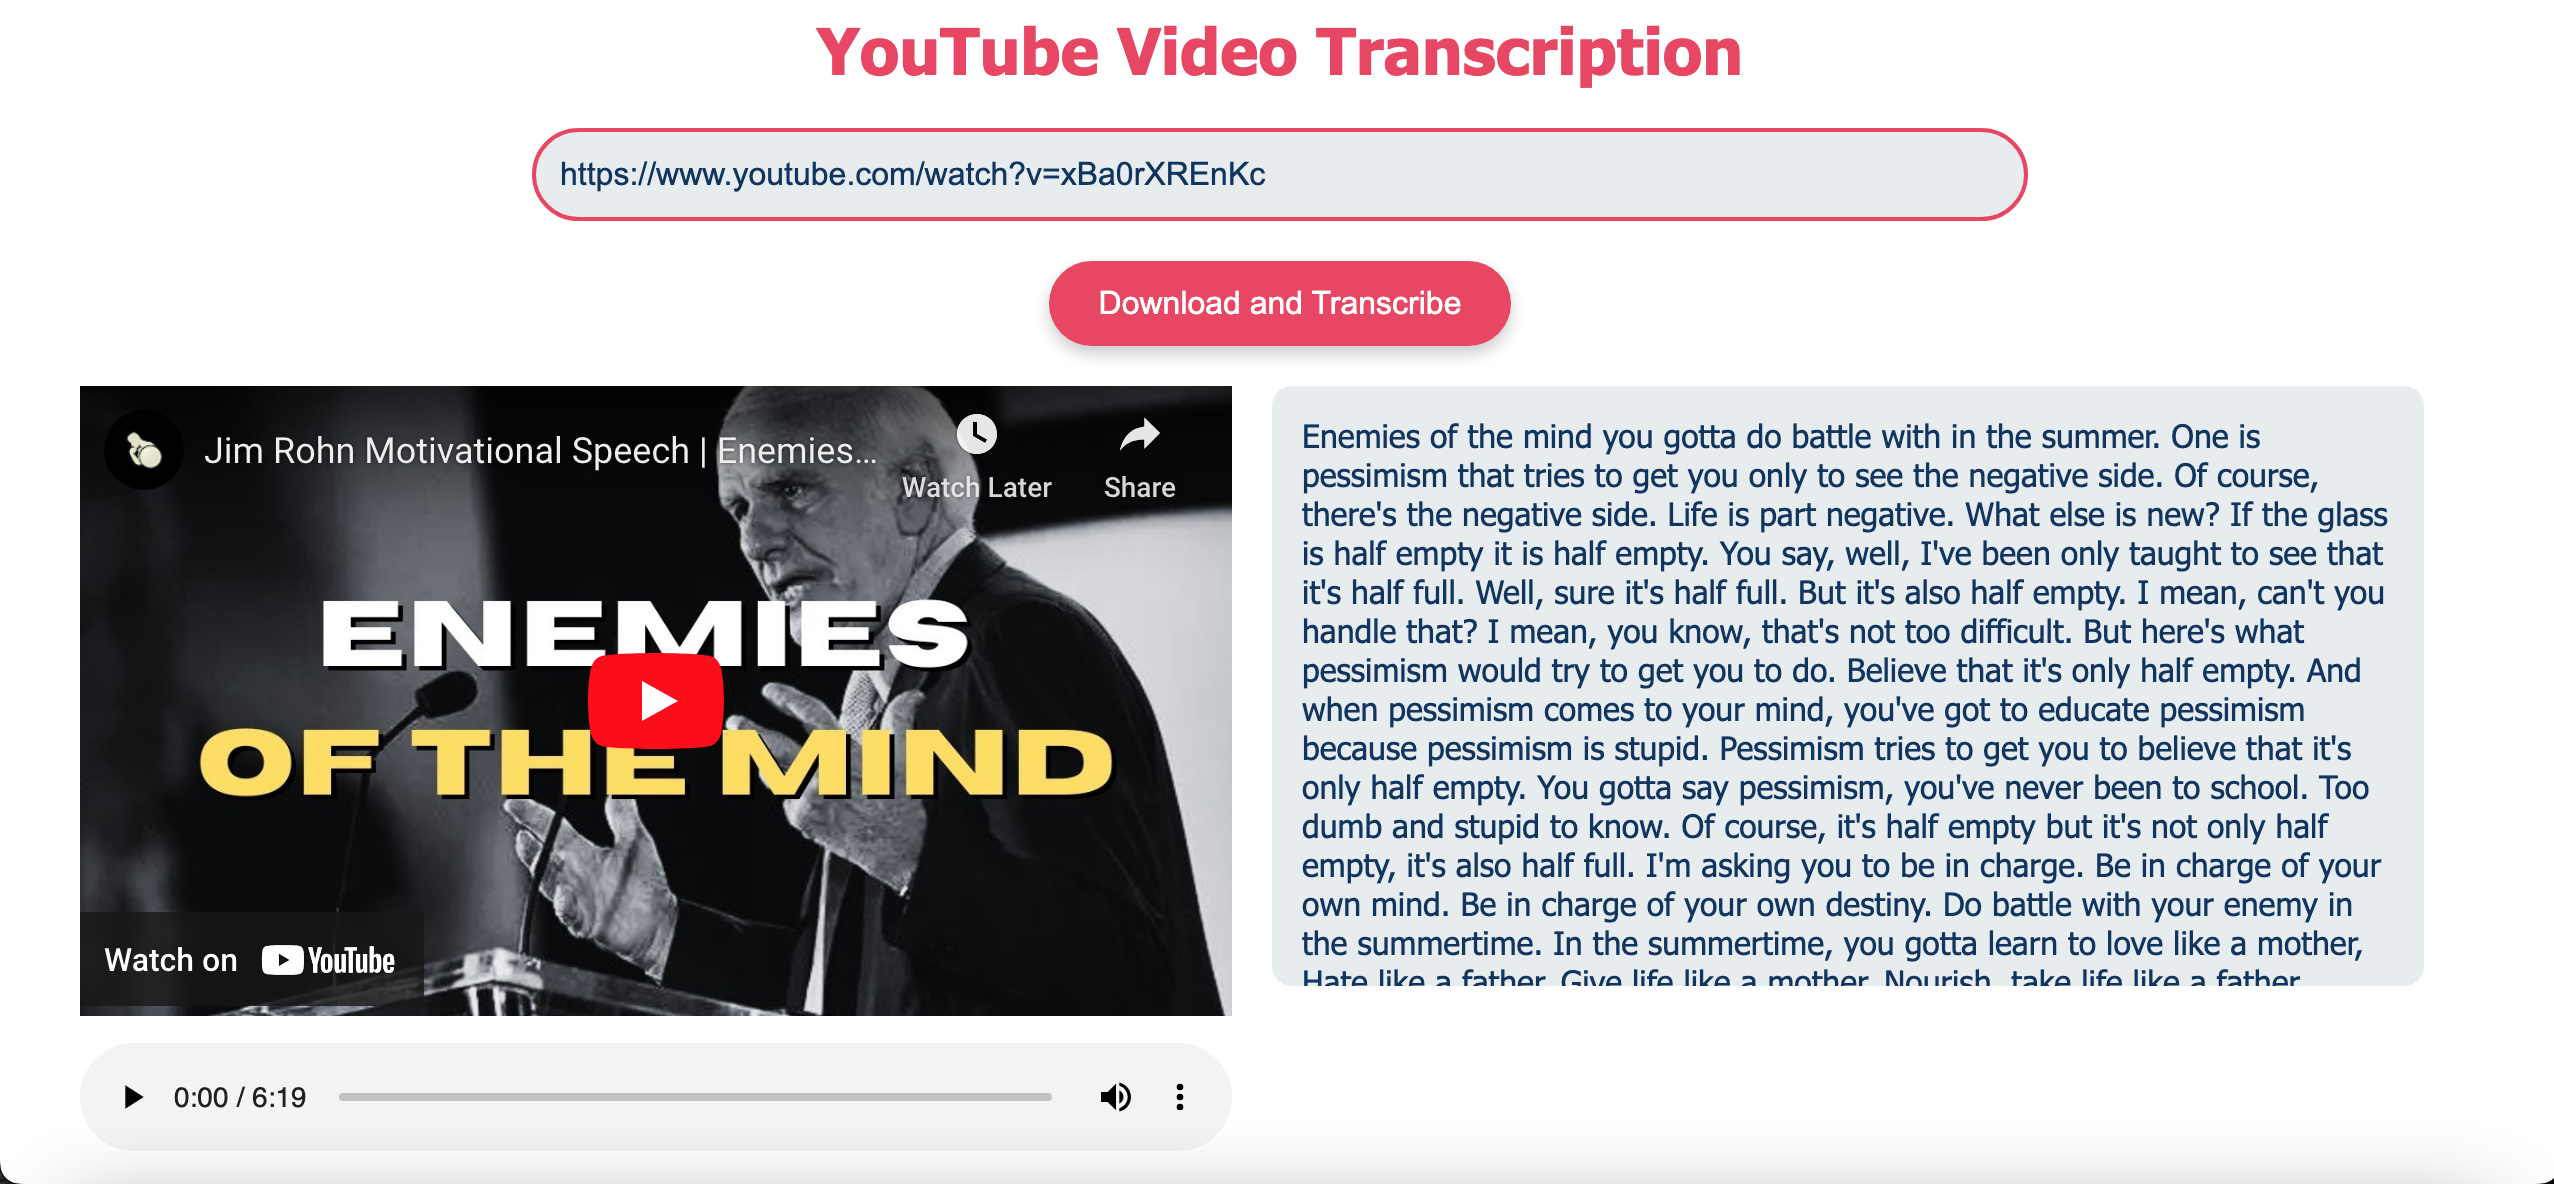 YouTube Video Transcription
https://www.youtube.com/watch?v=xBa0rXREnKc
Download and Transcribe
Jim Rohn Motivational Speech | Enemies...
Watch Later
Share
ENEMIES
OF THE MIND
Watch on YouTube
0:00 / 6:19
Enemies of the mind you gotta do battle with in the summer. One is
pessimism that tries to get you only to see the negative side. Of course,
there's the negative side. Life is part negative. What else is new? If the glass
is half empty it is half empty. You say, well, I've been only taught to see that
it's half full. Well, sure it's half full. But it's also half empty. I mean, can't you
handle that? I mean, you know, that's not too difficult. But here's what
pessimism would try to get you to do. Believe that it's only half empty. And
when pessimism comes to your mind, you've got to educate pessimism
because pessimism is stupid. Pessimism tries to get you to believe that it's
only half empty. You gotta say pessimism, you've never been to school. Too
dumb and stupid to know. Of course, it's half empty but it's not only half
empty, it's also half full. I'm asking you to be in charge. Be in charge of your
own mind. Be in charge of your own destiny. Do battle with your enemy in
the summertime. In the summertime, you gotta learn to love like a mother,
Hate like a father. Give life like a mother. Nourish, take life like a father.